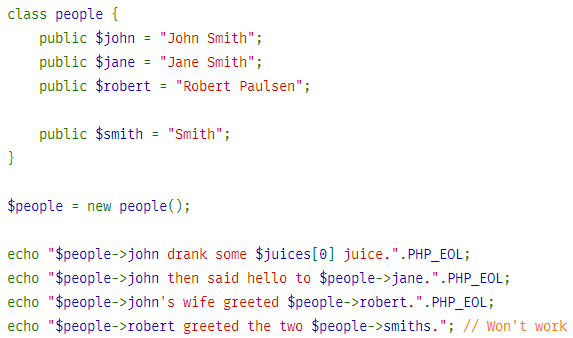 class people {
    public $john = "John Smith";
    public $jane = "Jane Smith";
    public $robert = "Robert Paulsen";

    public $smith = "Smith";
}

$people = new people();

echo "$people->john drank some $juices[0] juice.".PHP_EOL;
echo "$people->john then said hello to $people->jane.".PHP_EOL;
echo "$people->john's wife greeted $people->robert.".PHP_EOL;
echo "$people->robert greeted the two $people->smiths."; // Won't work